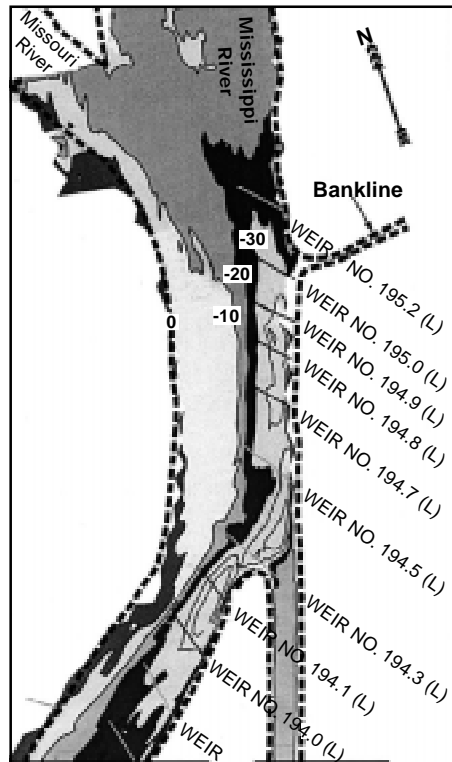 Missouri
River
Mississippi
River
N
Bankline
-30
-20
-10
0
WEIR NO. 195.2 (L)
WEIR NO. 195.0 (L)
WEIR NO. 194.9 (L)
WEIR NO. 194.8 (L)
WEIR NO. 194.7 (L)
WEIR NO. 194.5 (L)
WEIR NO. 194.3 (L)
WEIR NO. 194.1 (L)
WEIR NO. 194.0 (L)
WEIR